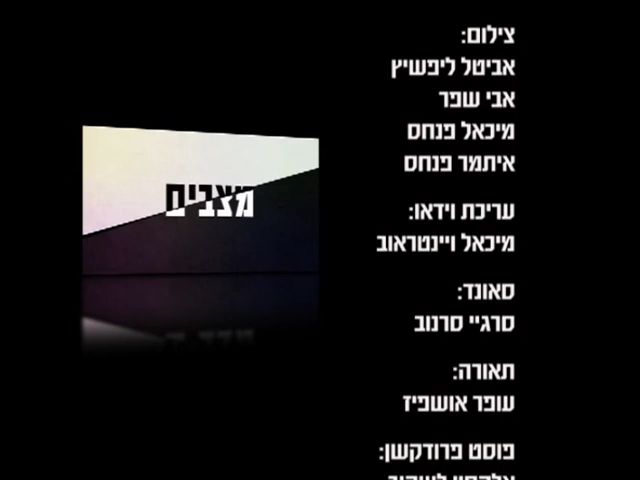 צילום:
אביטל ליפשיץ
אבי שפר
מיכאל פנחס
איתמר פנחס
עריכת וידאו:
מיכאל ויינטראוב
סאונד:
סרגיי סרנוב
תאורה:
עופר אושפיז
פוסט פרודקשן:
מצבים